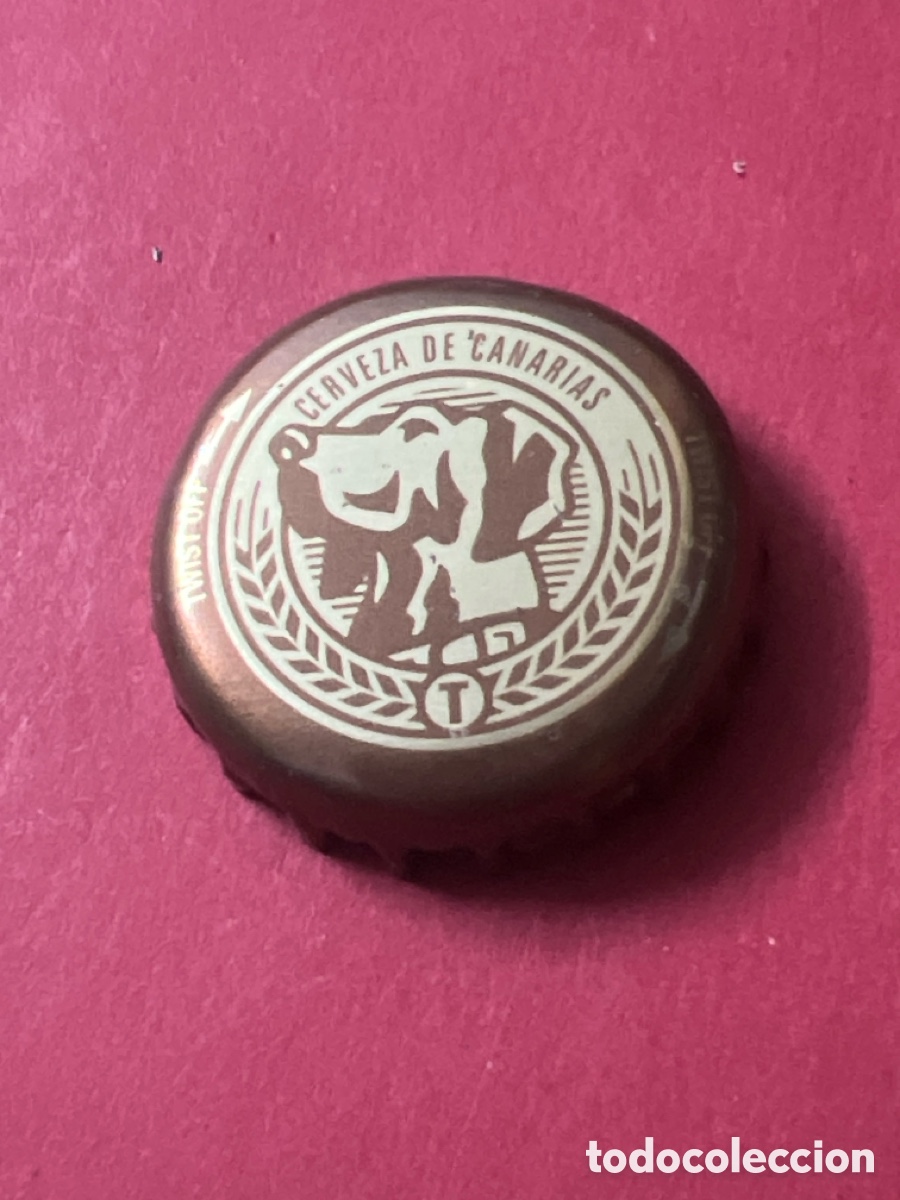 CERVEZA DE CANARIAS
TWIST OFF
T
todocoleccion